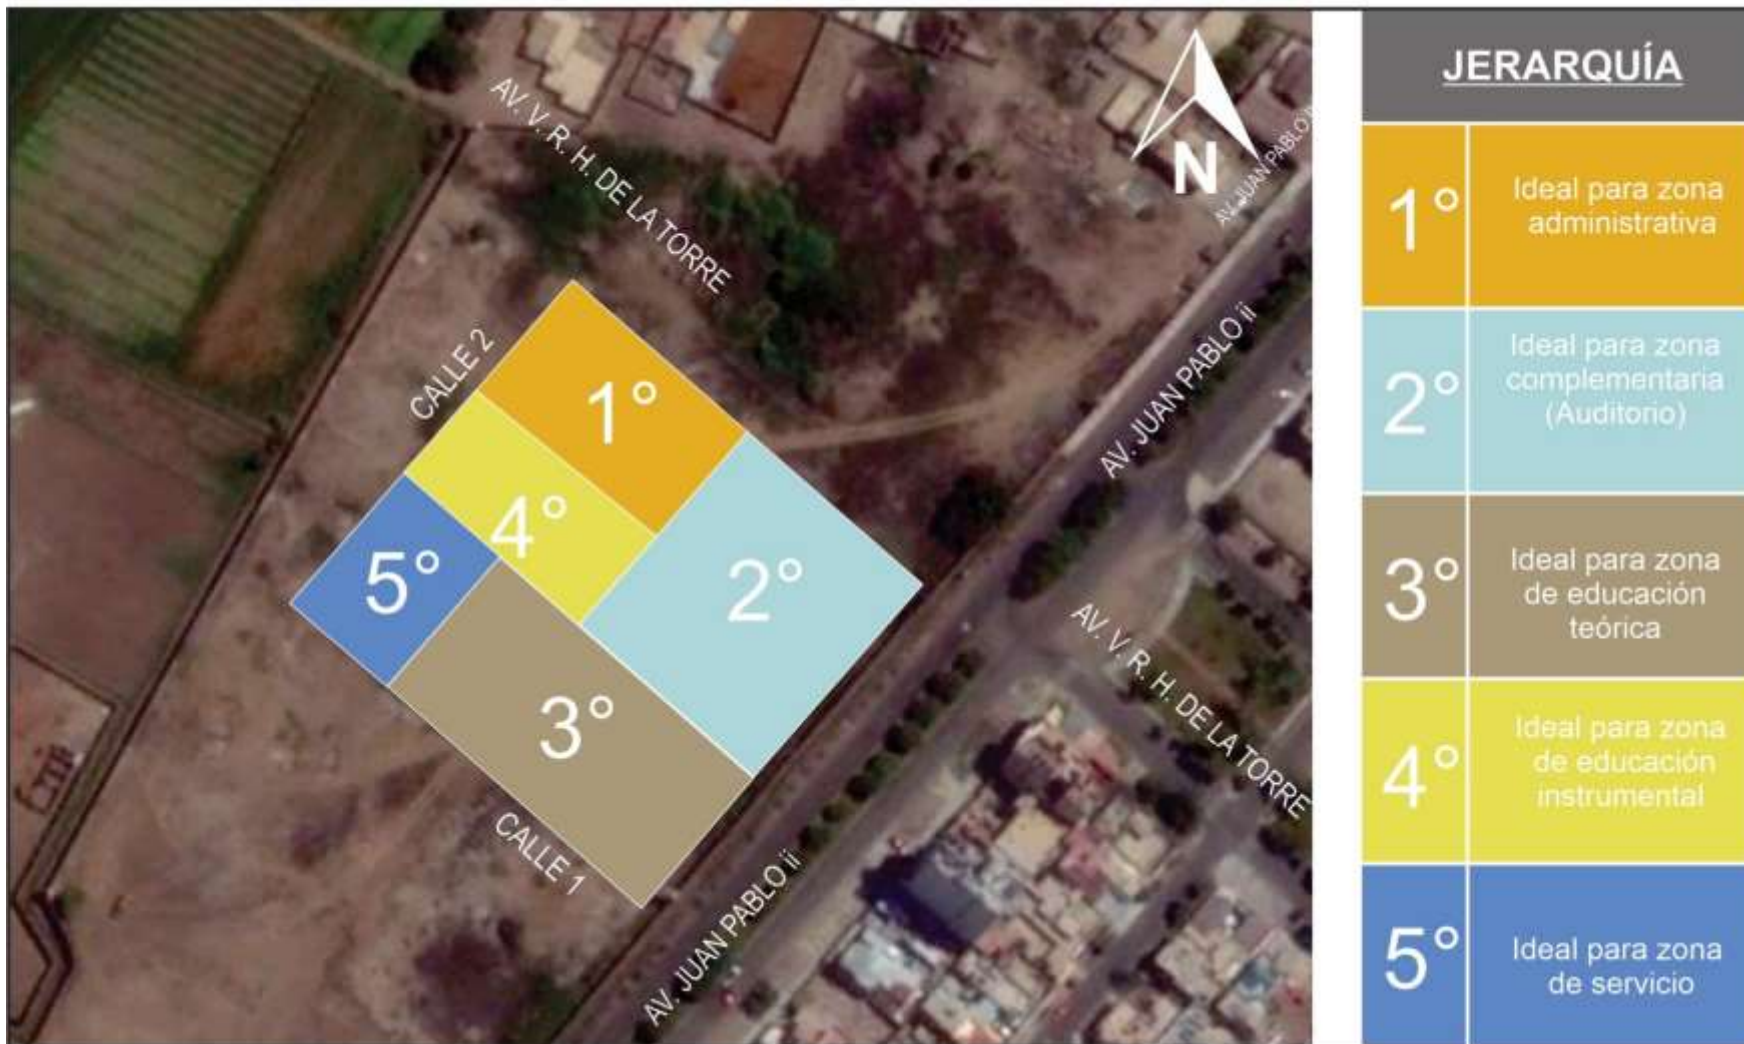 AV. V. R. H. DE LA TORRE
N
AV. JUAN PABLO ii
AV. JUAN PABLO ii
CALLE 2
1°
4°
5°
2°
3°
AV. V. R. H. DE LA TORRE
CALLE 1
AV. JUAN PABLO ii
JERARQUÍA
1°
Ideal para zona
administrativa
2°
Ideal para zona
complementaria
(Auditorio)
3°
Ideal para zona
de educación
teórica
4°
Ideal para zona
de educación
instrumental
5°
Ideal para zona
de servicio